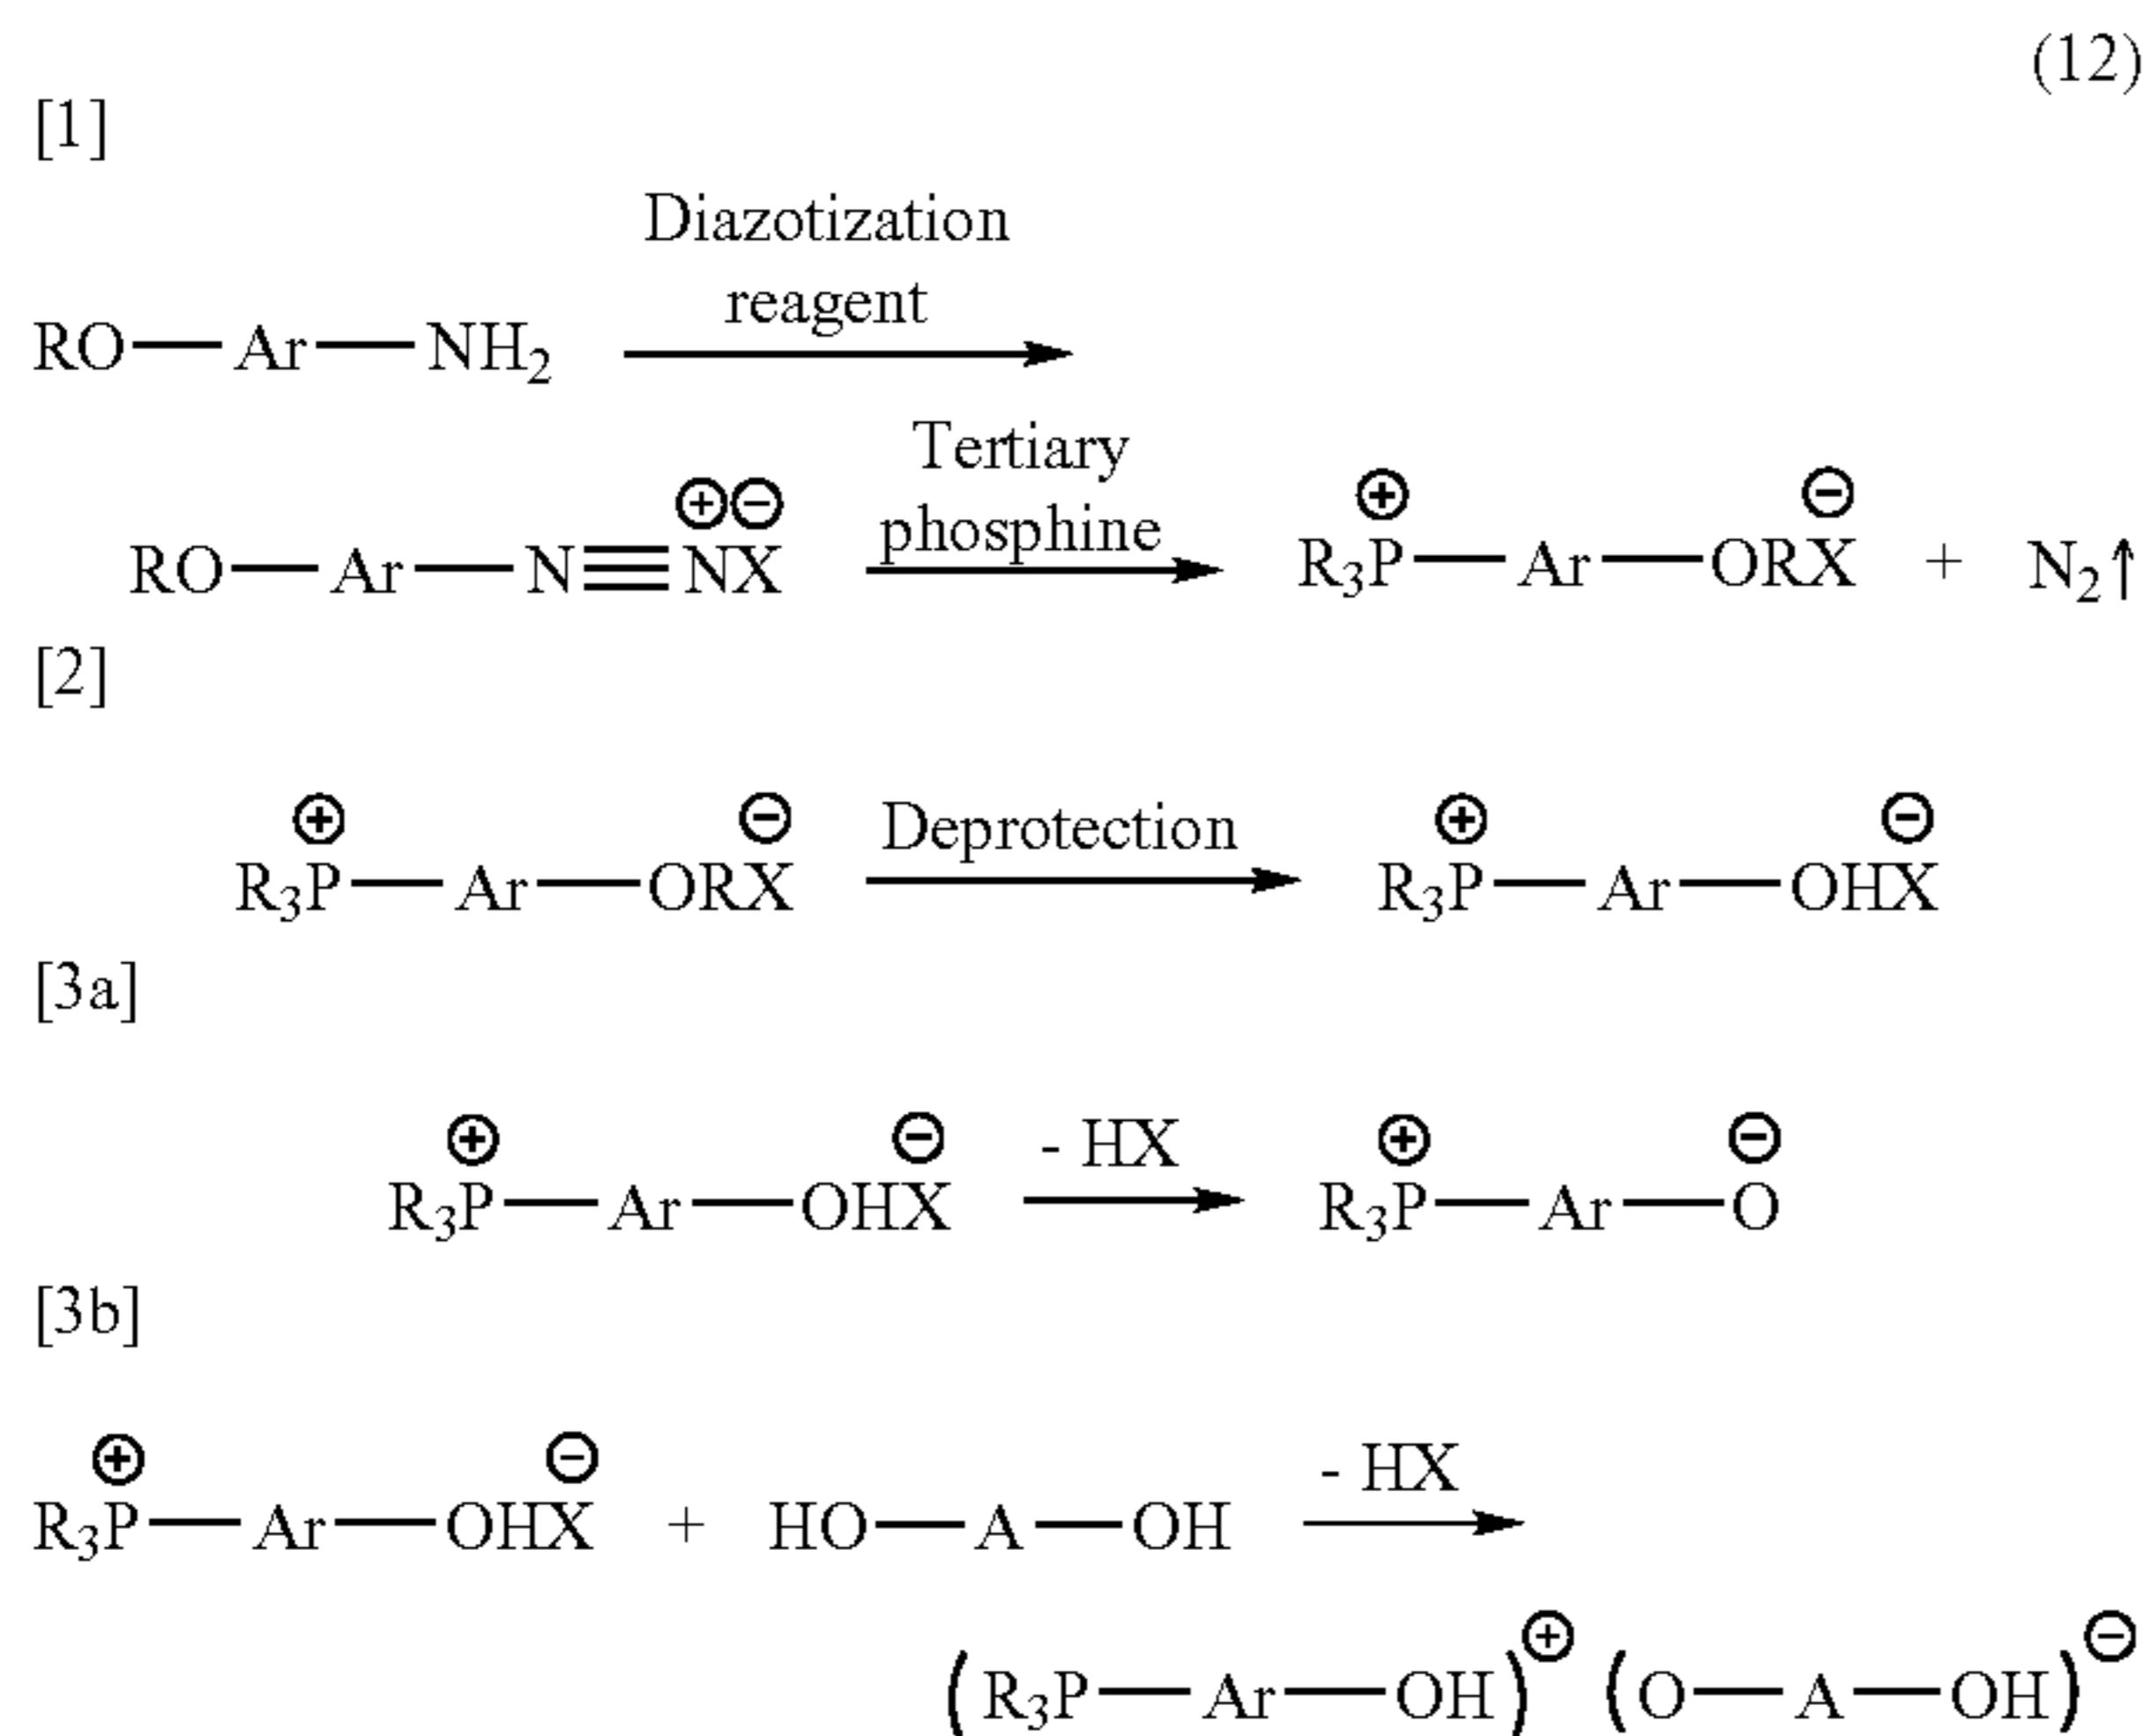 (12)
[1]
RO—Ar—NH₂ Diazotization reagent
RO—Ar—N≡NX ⊕⊖ Tertiary phosphine R₃P—Ar—ORX ⊕ ⊖ + N₂↑
[2]
⊕ ⊖ ⊕ ⊖
R₃P—Ar—ORX Deprotection R₃P—Ar—OHX
[3a]
⊕ ⊖ ⊕ ⊖
R₃P—Ar—OHX - HX R₃P—Ar—O
[3b]
⊕ ⊖
R₃P—Ar—OHX + HO—A—OH - HX
(R₃P—Ar—OH)⊕ (O—A—OH)⊖